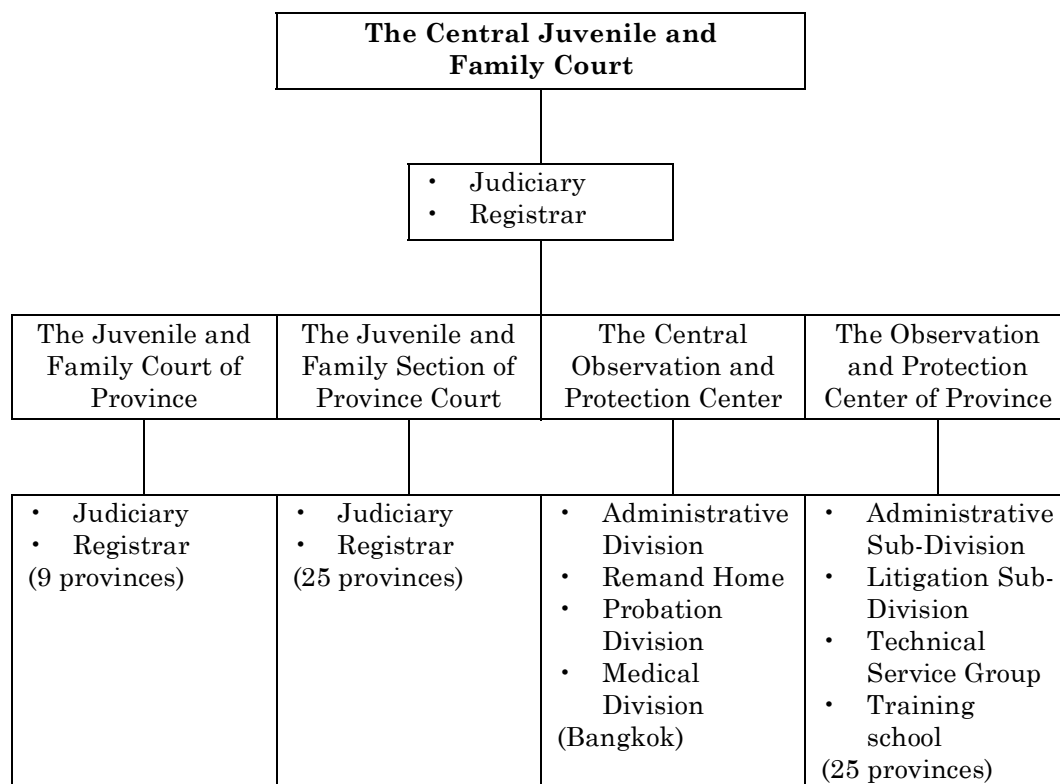 The Central Juvenile and
Family Court
• Judiciary
• Registrar
The Juvenile and
Family Court of
Province
The Juvenile and
Family Section of
Province Court
The Central
Observation and
Protection Center
The Observation
and Protection
Center of Province
• Judiciary
• Registrar
(9 provinces)
• Judiciary
• Registrar
(25 provinces)
• Administrative
Division
• Remand Home
• Probation
Division
• Medical
Division
(Bangkok)
• Administrative
Sub-Division
• Litigation Sub-
Division
• Technical
Service Group
• Training
school
(25 provinces)